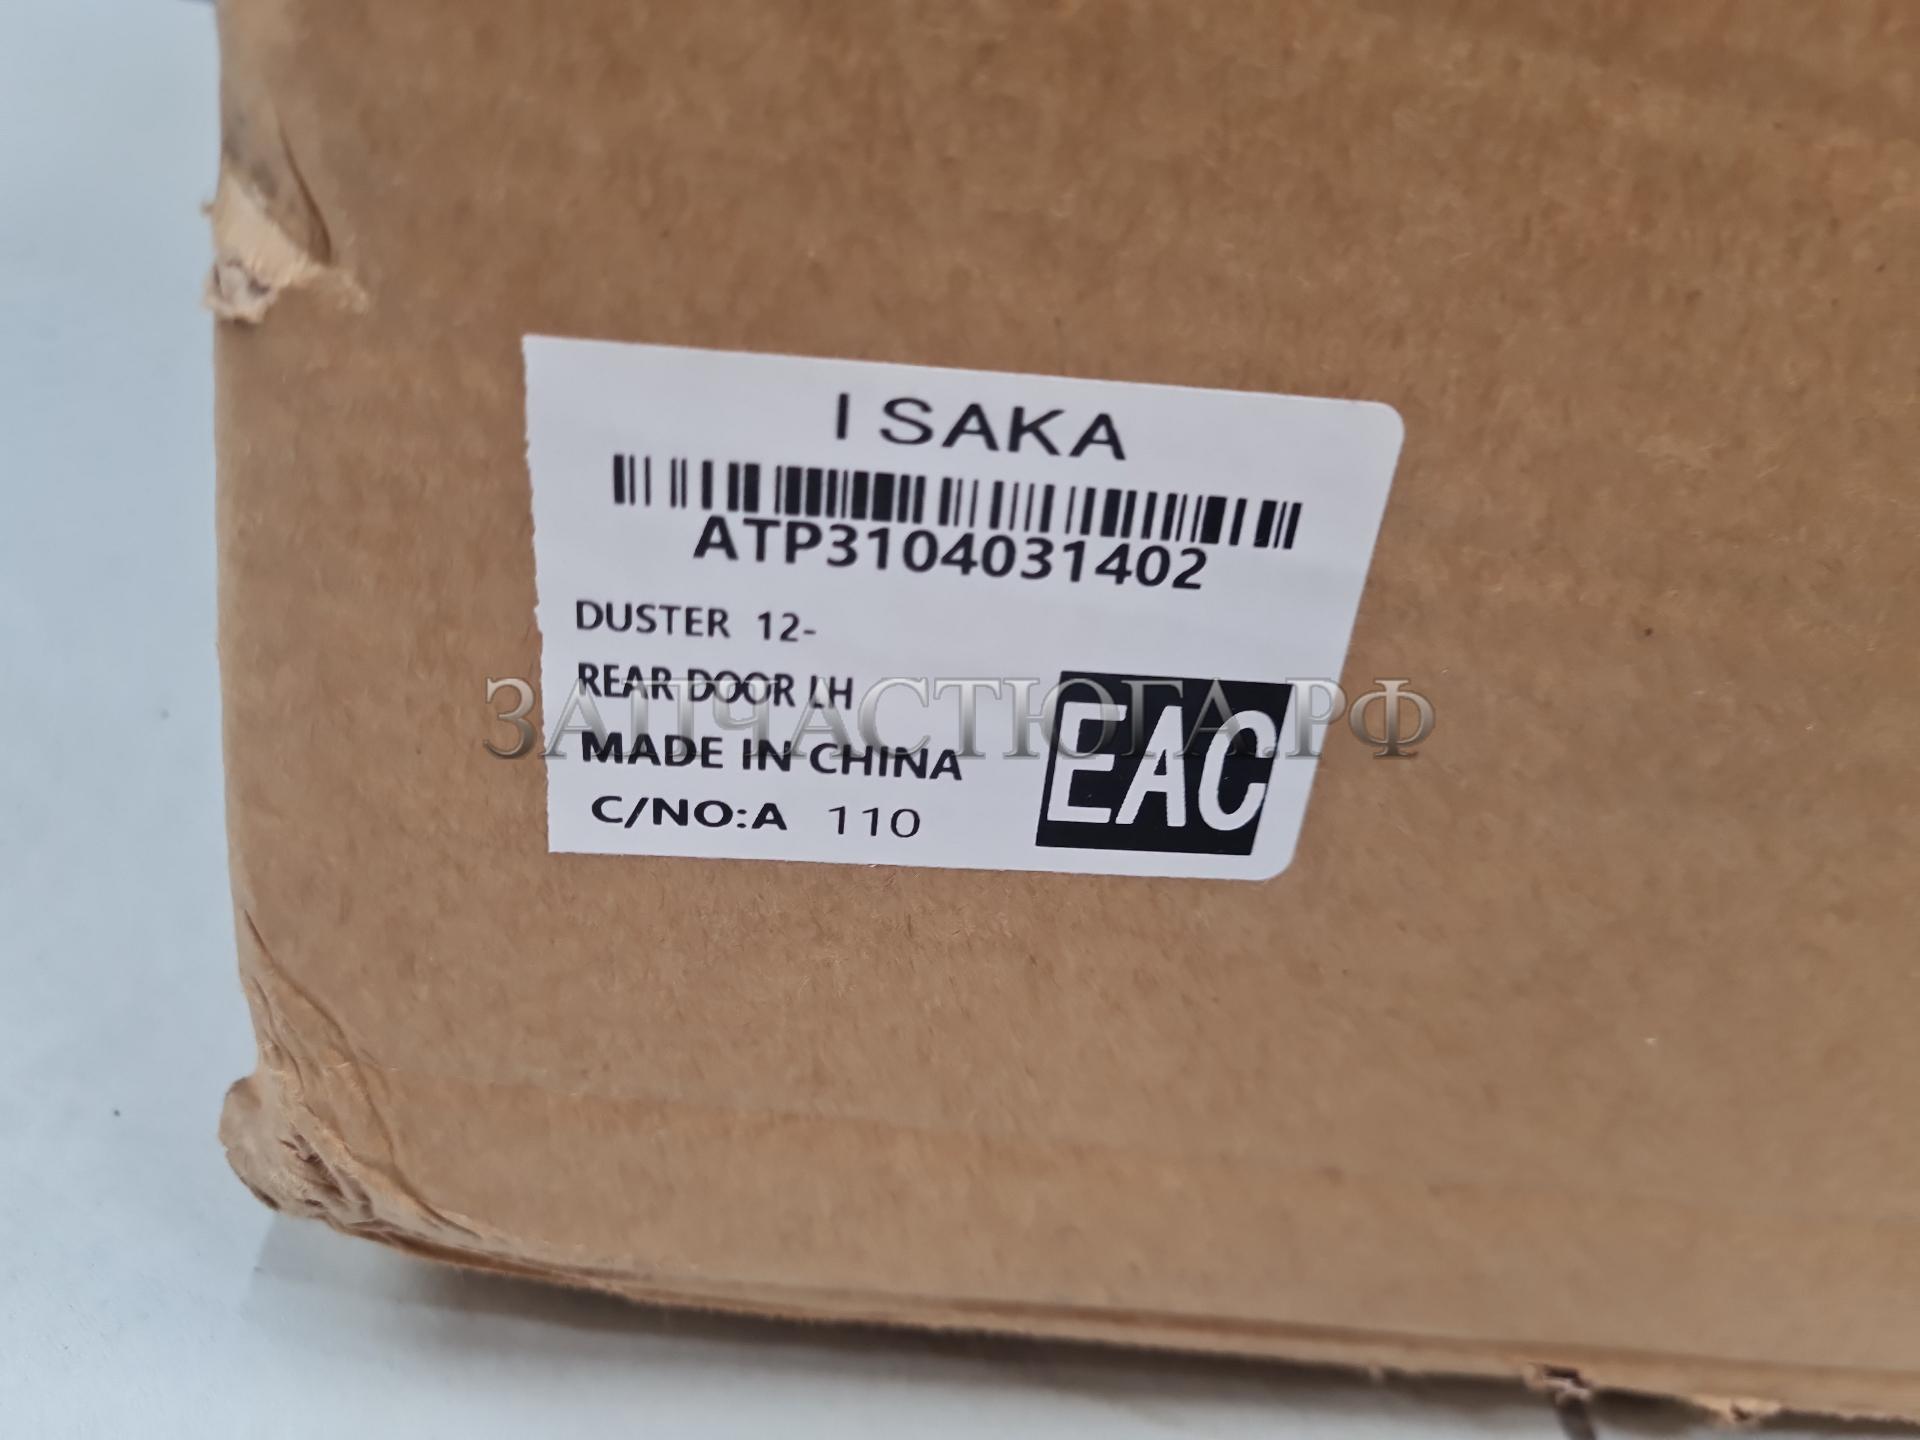 I SAKA
ATP3104031402
DUSTER 12-
REAR DOOR LH
ЗАПЧАСТЮГА.РФ
MADE IN CHINA
C/NO:A 110
EAC